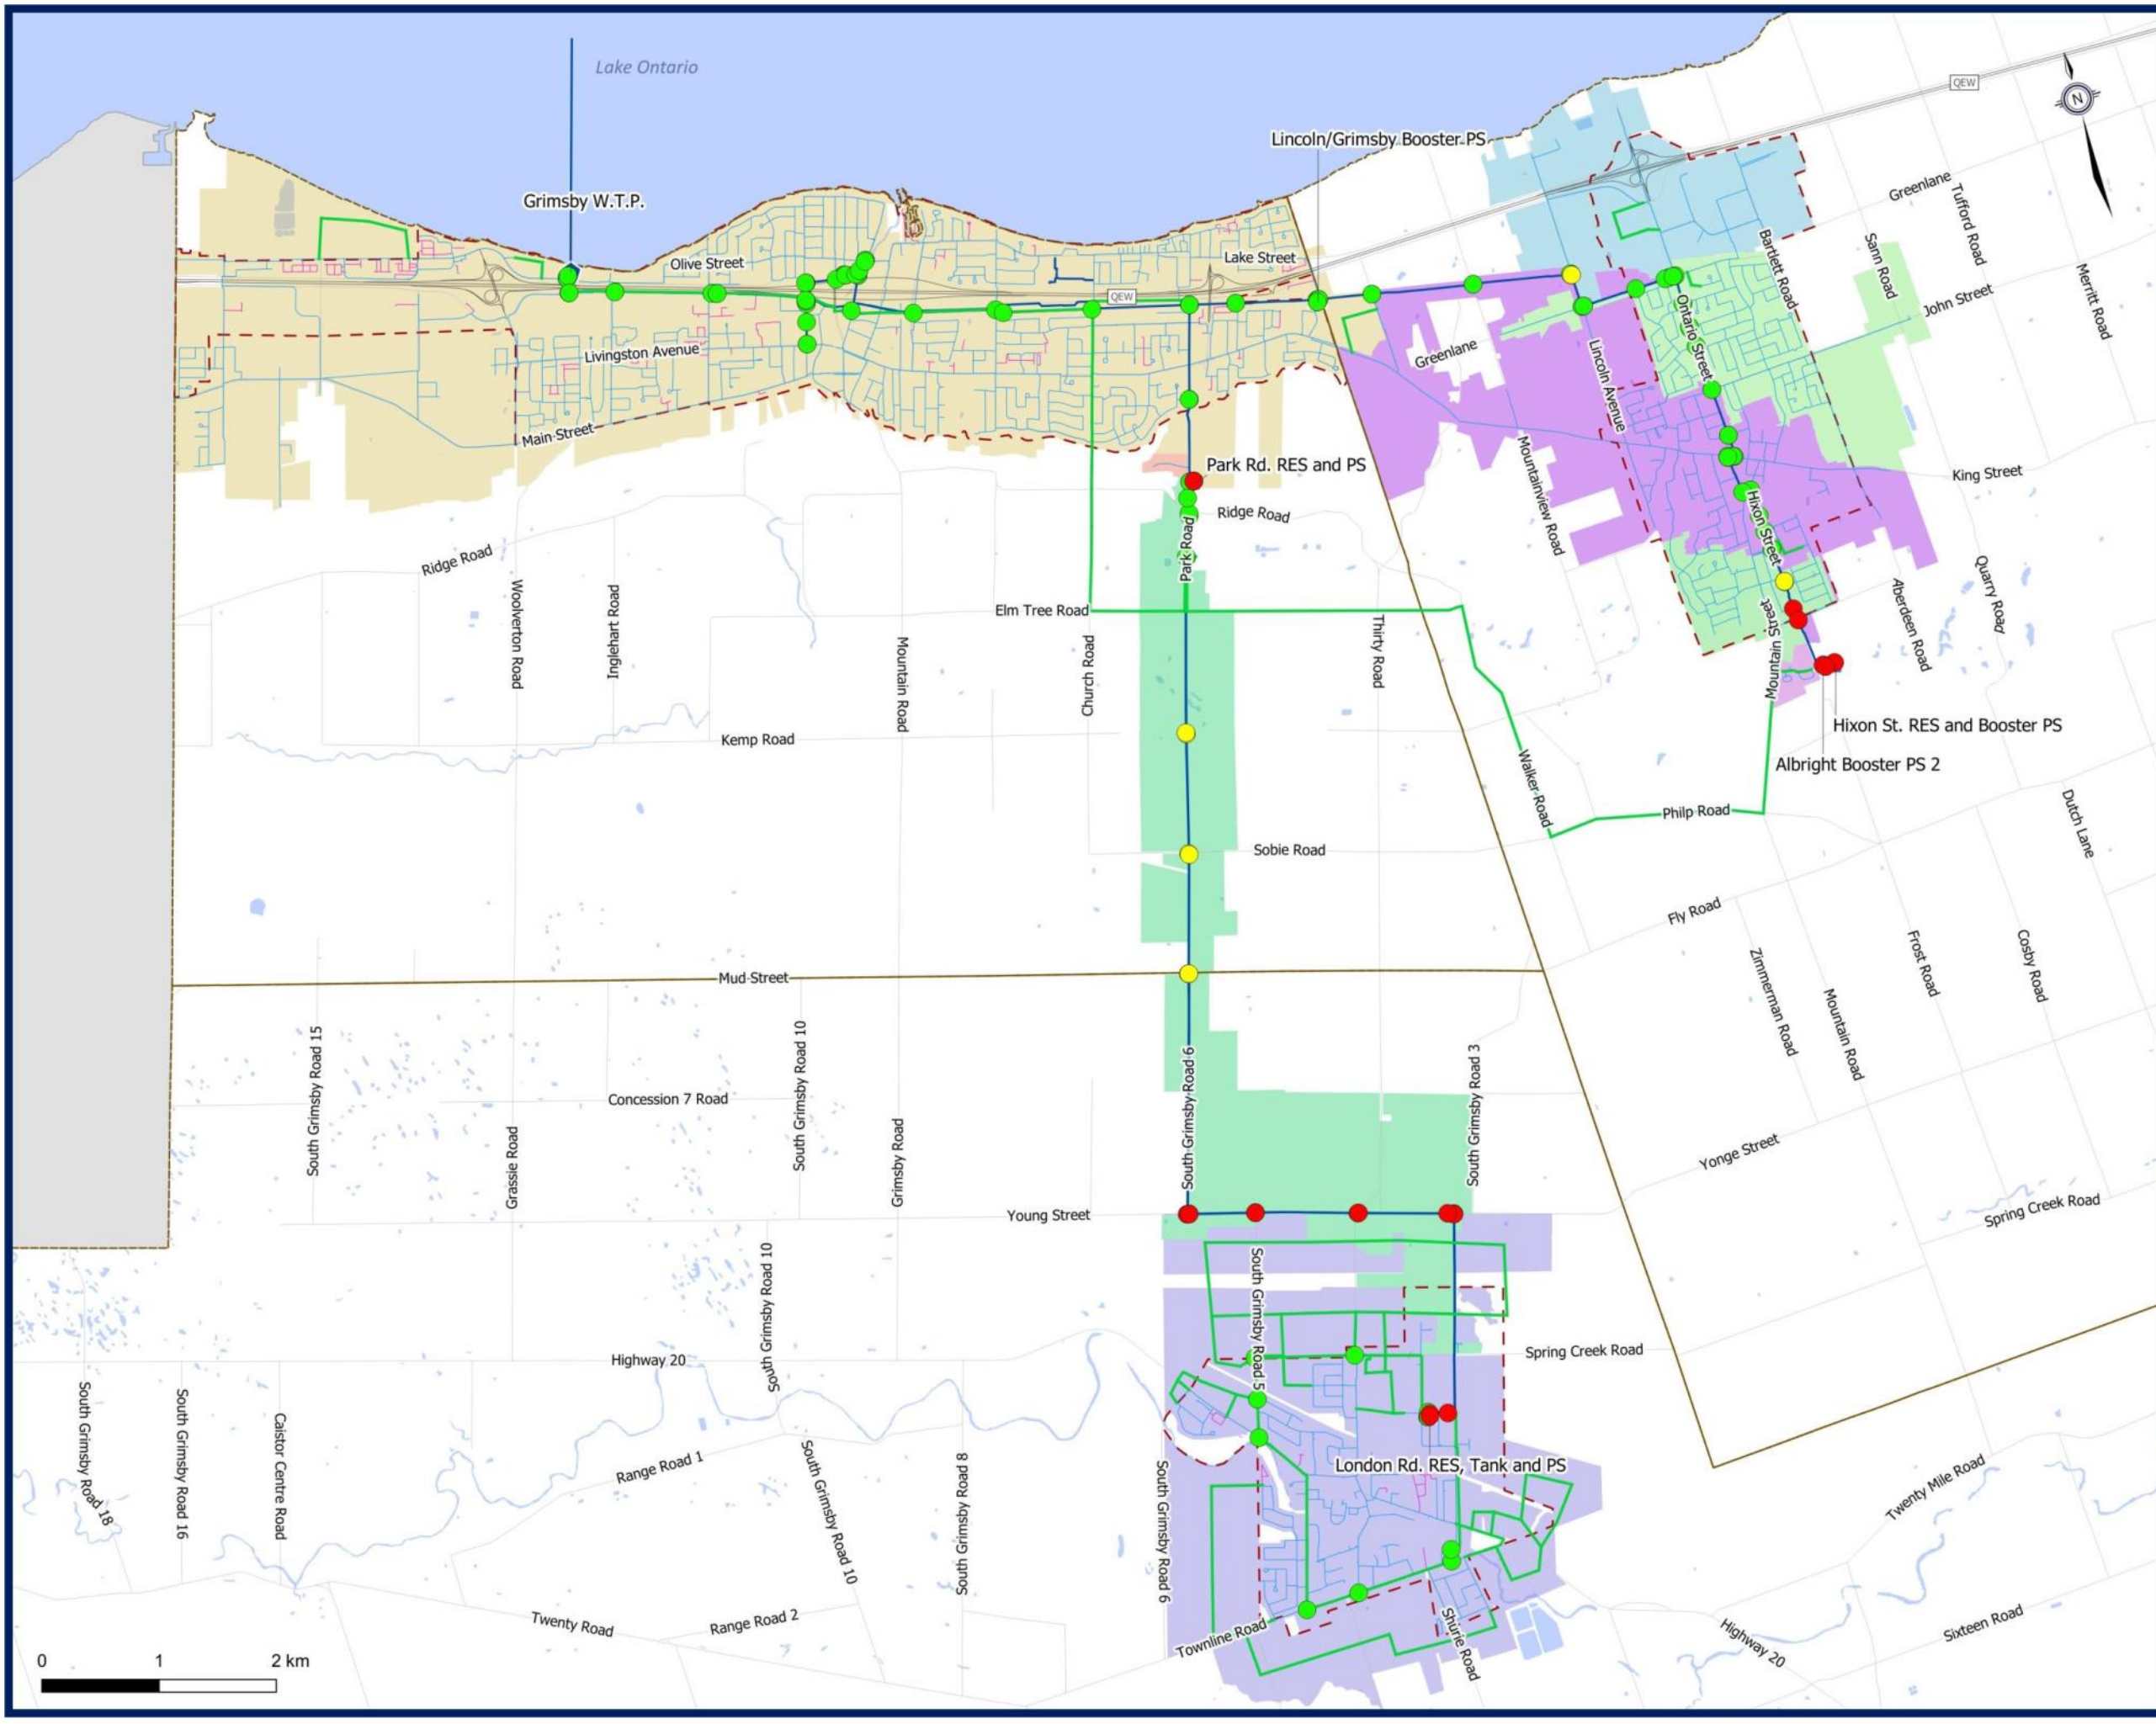 Lake Ontario
QEW
N
Lincoln/Grimsby Booster PS
Grimsby W.T.P.
Greenlane
Tufford Road
Sann Road
Bartlett Road
Merritt Road
John Street
Olive Street
Lake Street
QEW
Ontario Street
Livingston Avenue
Greenlane
Lincoln Avenue
Main Street
Mountainview Road
King Street
Park Rd. RES and PS
Ridge Road
Hixon Street
Park Road
Ridge Road
Quarry Road
Aberdeen Road
Woolverton Road
Inglehart Road
Elm Tree Road
Mountain Road
Church Road
Thirty Road
Mountain Street
Hixon St. RES and Booster PS
Kemp Road
Albright Booster PS 2
Walker Road
Philp Road
Dutch Lane
Sobie Road
Fly Road
Zimmerman Road
Mountain Road
Frost Road
Cosby Road
Mud Street
South Grimsby Road 15
South Grimsby Road 10
South Grimsby Road 6
South Grimsby Road 3
Concession 7 Road
Grassie Road
Grimsby Road
Yonge Street
Young Street
Spring Creek Road
South Grimsby Road 10
South Grimsby Road 5
Highway 20
Spring Creek Road
South Grimsby Road 18
South Grimsby Road 16
Caistor Centre Road
Range Road 1
South Grimsby Road 10
South Grimsby Road 8
South Grimsby Road 6
London Rd. RES, Tank and PS
Twenty Mile Road
Twenty Road
Range Road 2
Townline Road
Shurie Road
Highway 20
Sixteen Road
0 1 2 km